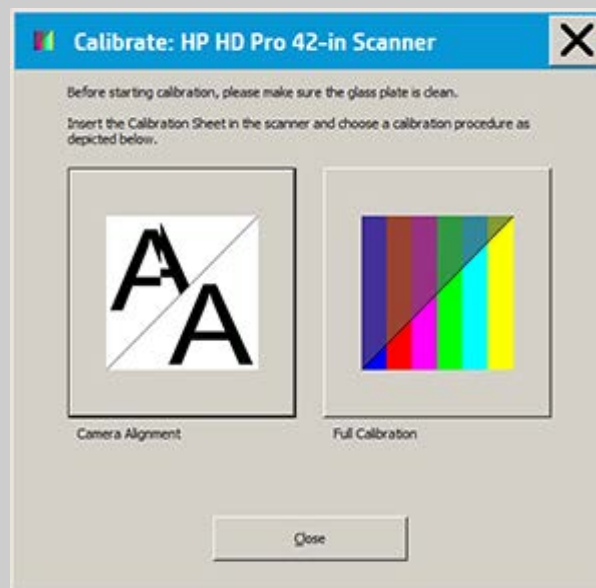 Calibrate: HP HD Pro 42-in Scanner
Before starting calibration, please make sure the glass plate is clean.
Insert the Calibration Sheet in the scanner and choose a calibration procedure as
depicted below.
A A
Camera Alignment
Full Calibration
Close